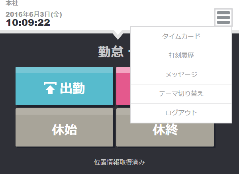 本社
2016年6月3日(金)
10:09:22
タイムカード
打刻履歴
メッセージ
テーマ切り替え
ログアウト
勤怠
出勤
休始
休終
位置情報取得済み